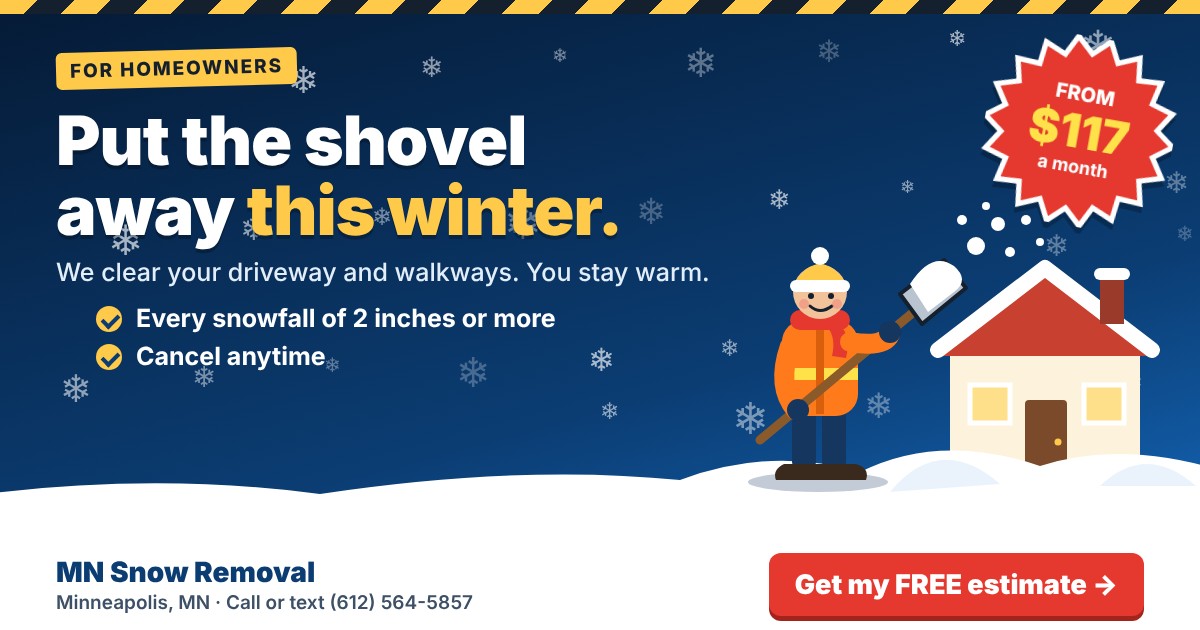 FOR HOMEOWNERS
Put the shovel
away this winter.
We clear your driveway and walkways. You stay warm.
Every snowfall of 2 inches or more
Cancel anytime
FROM
$117
a month
MN Snow Removal
Minneapolis, MN · Call or text (612) 564-5857
Get my FREE estimate →